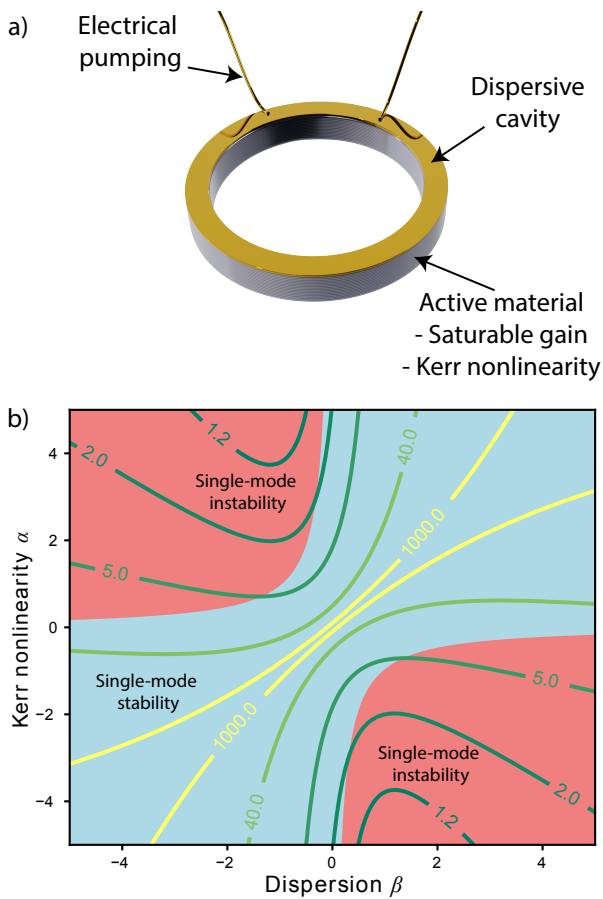 a)
Electrical
pumping
Dispersive
cavity
Active material
- Saturable gain
- Kerr nonlinearity
b)
4
2
0
−2
−4
Kerr nonlinearity α
1.2
2.0
5.0
40.0
1000.0
Single-mode
instability
Single-mode
stability
1000.0
40.0
5.0
2.0
1.2
Single-mode
instability
−4
−2
0
2
4
Dispersion β